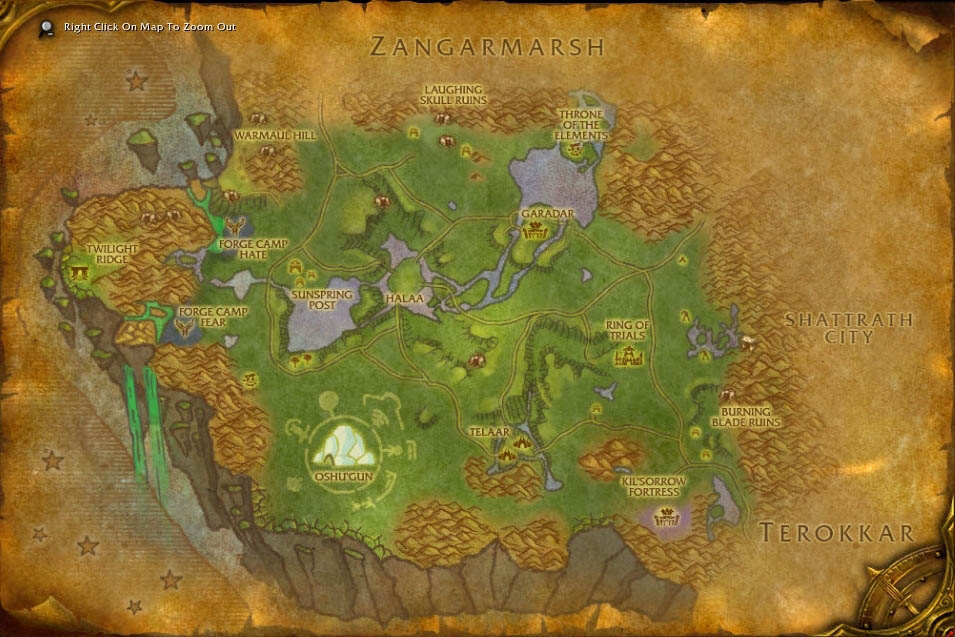 Right Click On Map To Zoom Out
ZANGARMARSH
LAUGHING
SKULL RUINS
THRONE
OF THE
ELEMENTS
WARMAUL HILL
GARADAR
FORGE CAMP
HATE
TWILIGHT
RIDGE
SUNSPRING
POST
HALAA
FORGE CAMP
FEAR
RING OF
TRIALS
SHATTRATH
CITY
BURNING
BLADE RUINS
TELAAR
OSHU'GUN
KIL'SORROW
FORTRESS
TEROKKAR